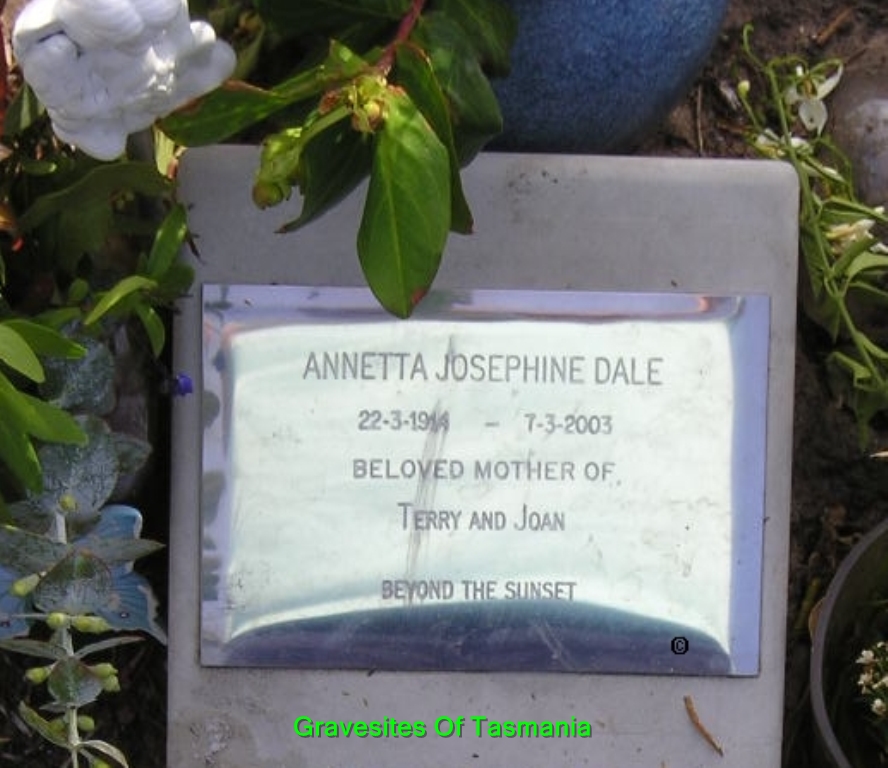 ANNETTA JOSEPHINE DALE
22-3-1914 – 7-3-2003
BELOVED MOTHER OF
TERRY AND JOAN
BEYOND THE SUNSET
©
Gravesites Of Tasmania